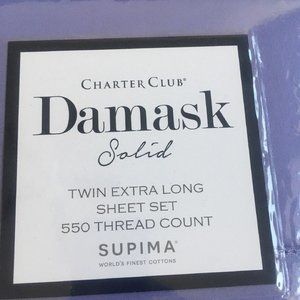 CHARTER CLUB®
Damask
Solid
TWIN EXTRA LONG
SHEET SET
550 THREAD COUNT
SUPIMA®
WORLD'S FINEST COTTONS